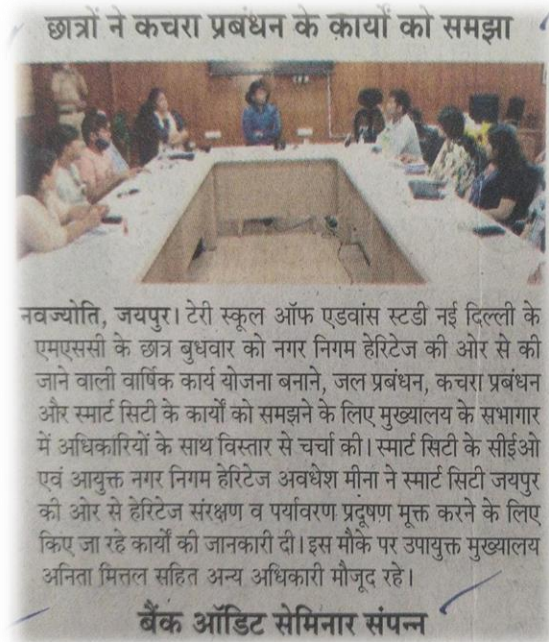 छात्रों ने कचरा प्रबंधन के कार्यों को समझा
नवज्योति, जयपुर। टेरी स्कूल ऑफ एडवांस स्टडी नई दिल्ली के
एमएससी के छात्र बुधवार को नगर निगम हेरिटेज की ओर से की
जाने वाली वार्षिक कार्य योजना बनाने, जल प्रबंधन, कचरा प्रबंधन
और स्मार्ट सिटी के कार्यों को समझने के लिए मुख्यालय के सभागार
में अधिकारियों के साथ विस्तार से चर्चा की। स्मार्ट सिटी के सीईओ
एवं आयुक्त नगर निगम हेरिटेज अवधेश मीना ने स्मार्ट सिटी जयपुर
की ओर से हेरिटेज संरक्षण व पर्यावरण प्रदूषण मूक्त करने के लिए
किए जा रहे कार्यों की जानकारी दी। इस मौके पर उपायुक्त मुख्यालय
अनिता मित्तल सहित अन्य अधिकारी मौजूद रहे।
बैंक ऑडिट सेमिनार संपन्न